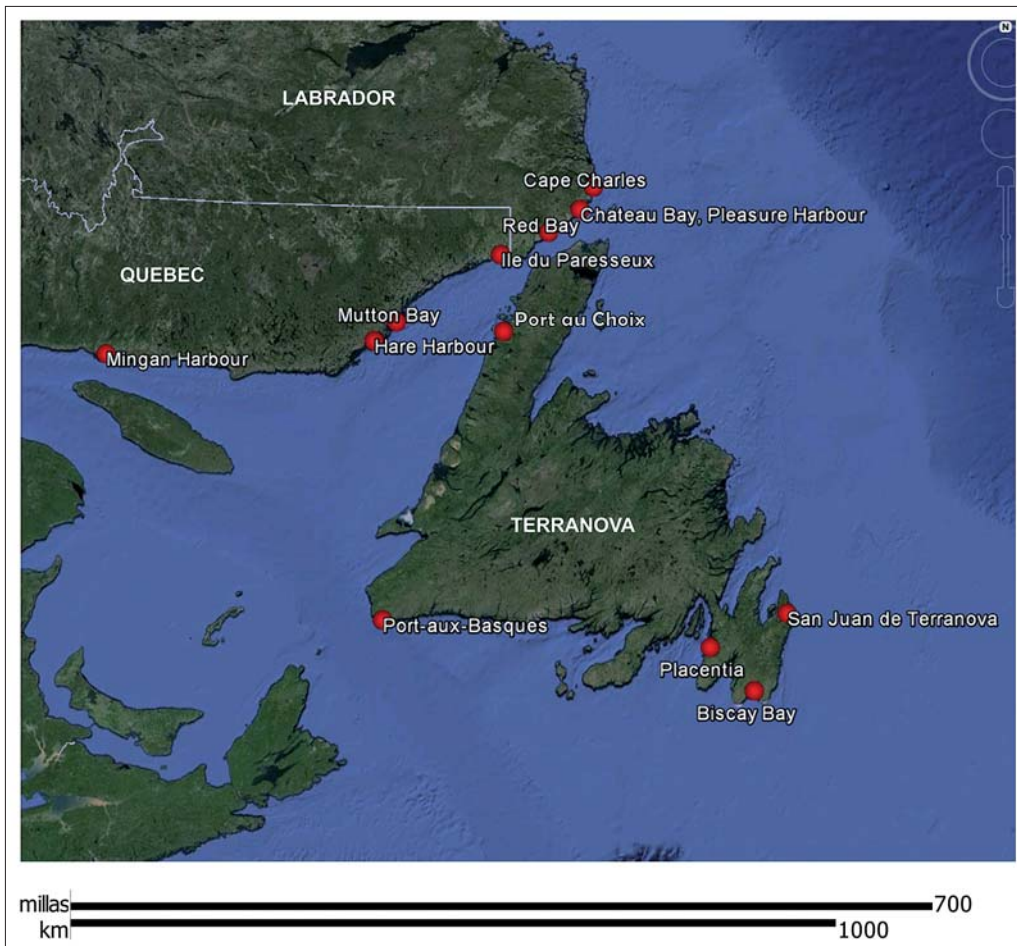 N
LABRADOR
Cape Charles
Chateau Bay, Pleasure Harbour
Red Bay
Ile du Paresseux
QUEBEC
Mutton Bay
Port au Choix
Hare Harbour
Mingan Harbour
TERRANOVA
San Juan de Terranova
Port-aux-Basques
Placentia
Biscay Bay
millas 700
km 1000